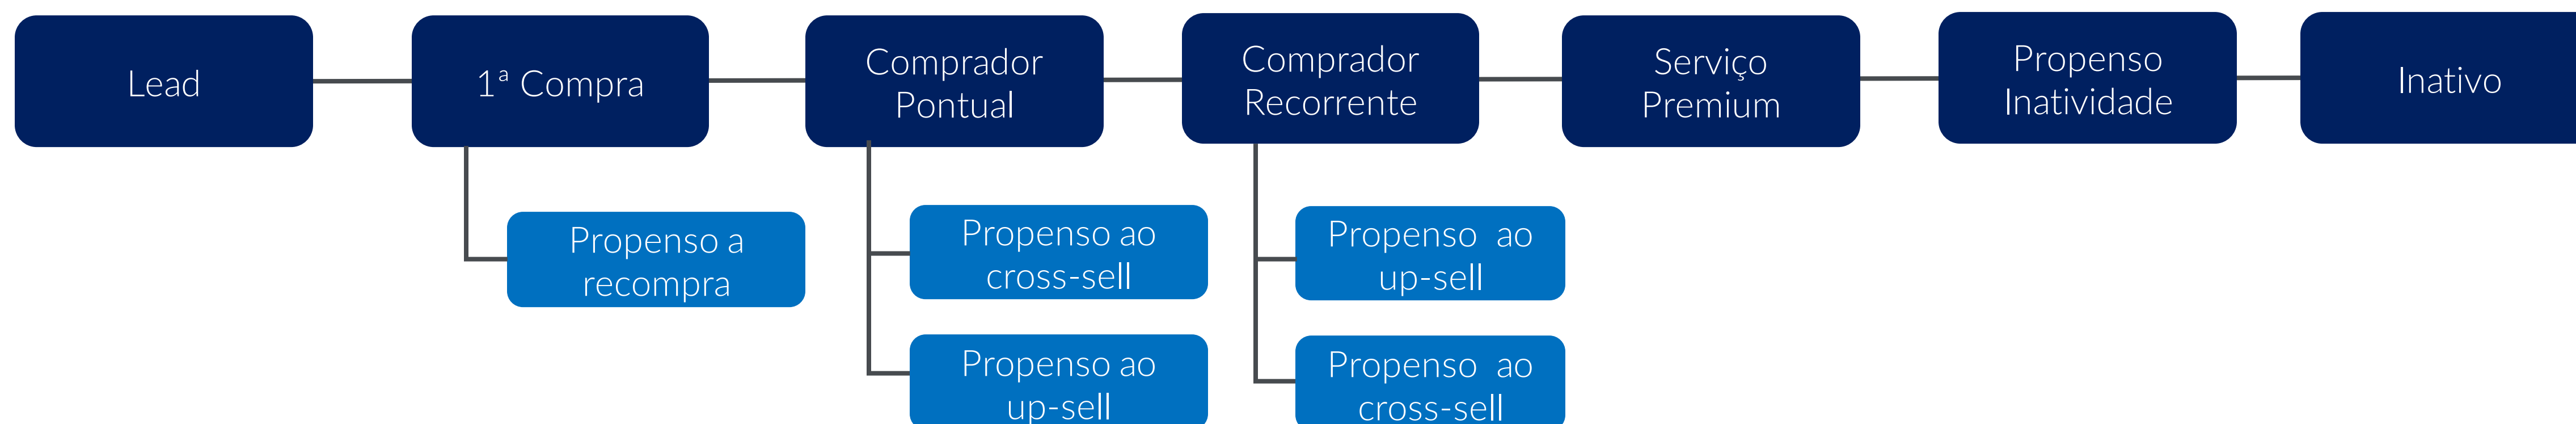 Lead
1ª Compra
Comprador
Pontual
Comprador
Recorrente
Serviço
Premium
Propenso
Inatividade
Inativo
Propenso a
recompra
Propenso ao
cross-sell
Propenso ao
up-sell
Propenso  ao
up-sell
Propenso  ao
cross-sell